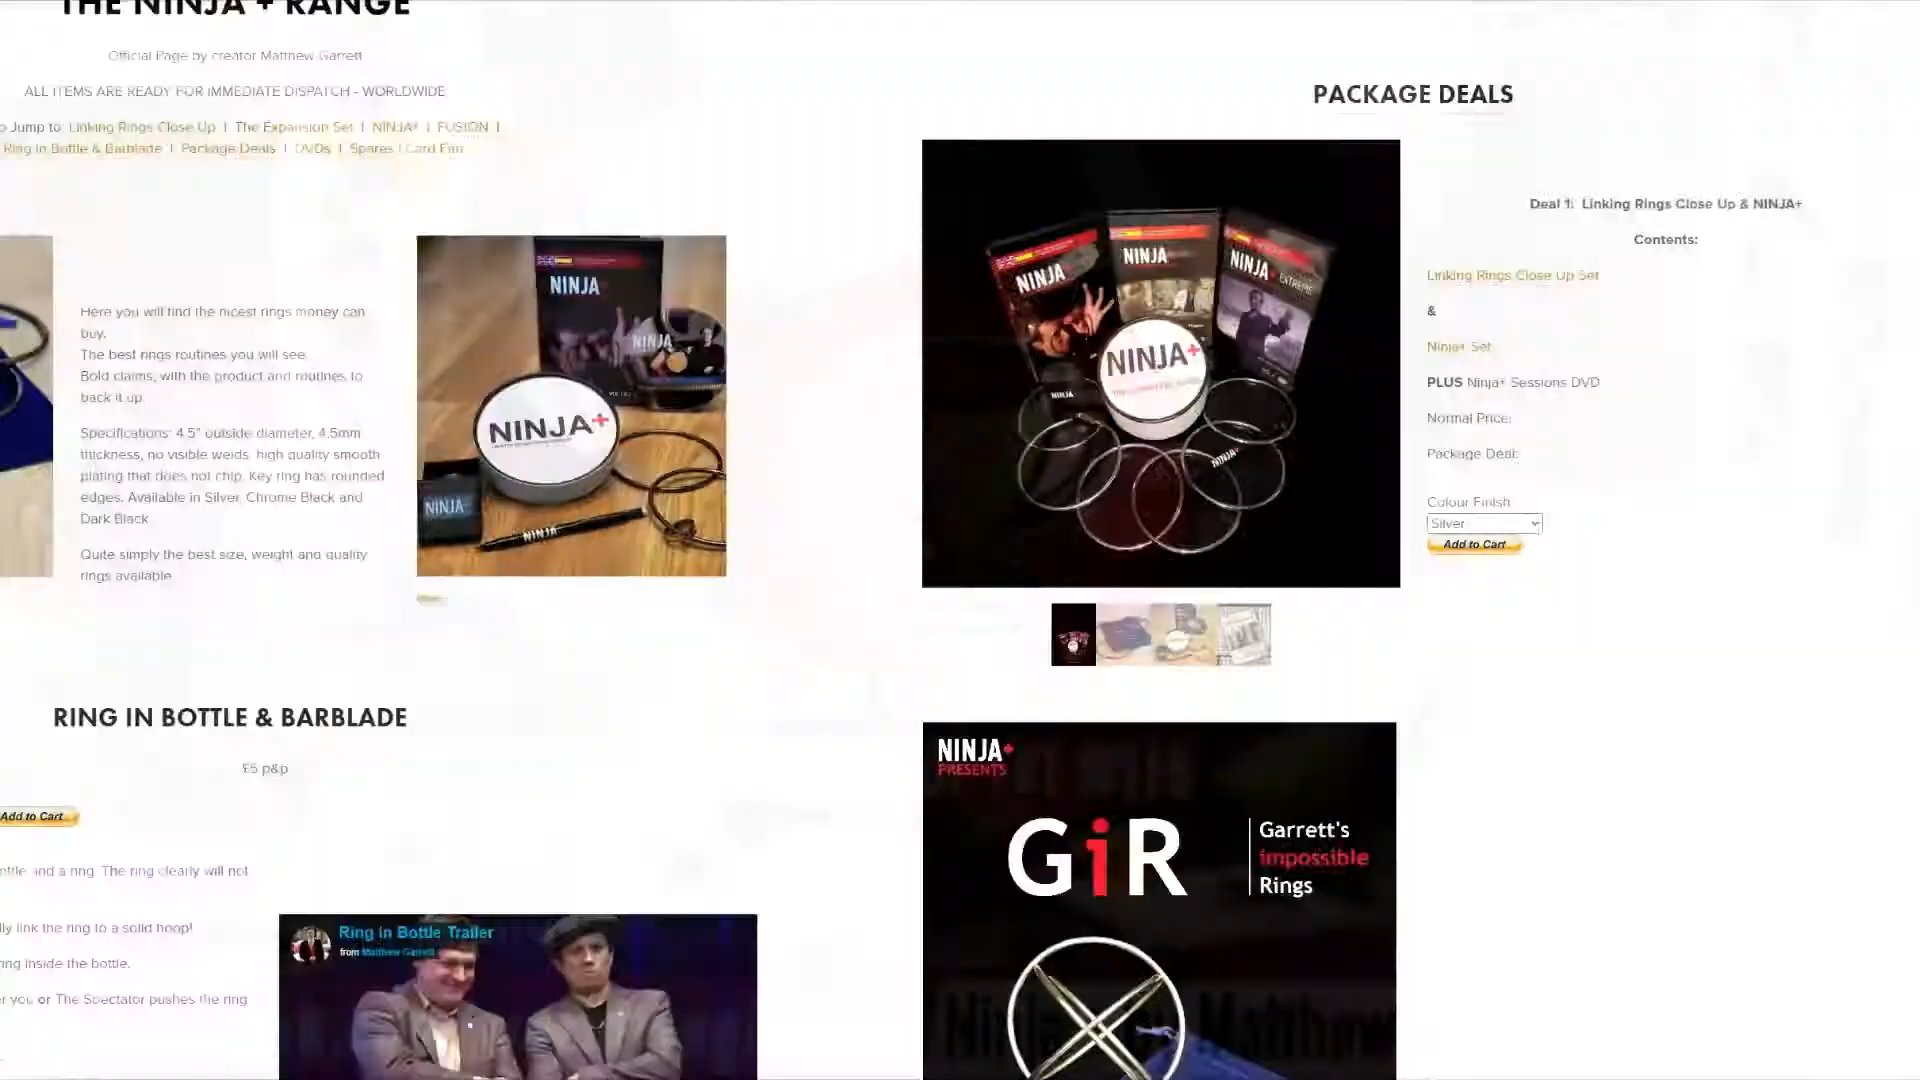 THE NINJA + RANGE
Official Page by creator Matthew Garrett
ALL ITEMS ARE READY FOR IMMEDIATE DISPATCH - WORLDWIDE
o Jump to: Linking Rings Close Up | The Expansion Set | NINJA+ | FUSION |
Ring in Bottle & Barblade | Package Deals | DVDs | Spares | Card Fan
Here you will find the nicest rings money can
buy.
The best rings routines you will see.
Bold claims, with the product and routines to
back it up.
Specifications: 4.5" outside diameter, 4.5mm
thickness, no visible welds, high quality smooth
plating that does not chip. Key ring has rounded
edges. Available in Silver, Chrome Black and
Dark Black.
Quite simply the best size, weight and quality
rings available.
NINJA
NINJA
NINJA+
NINJA
NINJA
RING IN BOTTLE & BARBLADE
£5 p&p
Add to Cart
ottle and a ring. The ring clearly will not
lly link the ring to a solid hoop!
ring inside the bottle.
r you or The Spectator pushes the ring
Ring In Bottle Trailer
from Matthew Garrett
PACKAGE DEALS
NINJA
NINJA
NINJA+ EXTREME
NINJA+
NINJA
NINJA
Deal 1: Linking Rings Close Up & NINJA+
Contents:
Linking Rings Close Up Set
&
Ninja+ Set
PLUS Ninja+ Sessions DVD
Normal Price:
Package Deal:
Colour Finish
Silver
Add to Cart
NINJA+
PRESENTS
GiR
Garrett's
impossible
Rings